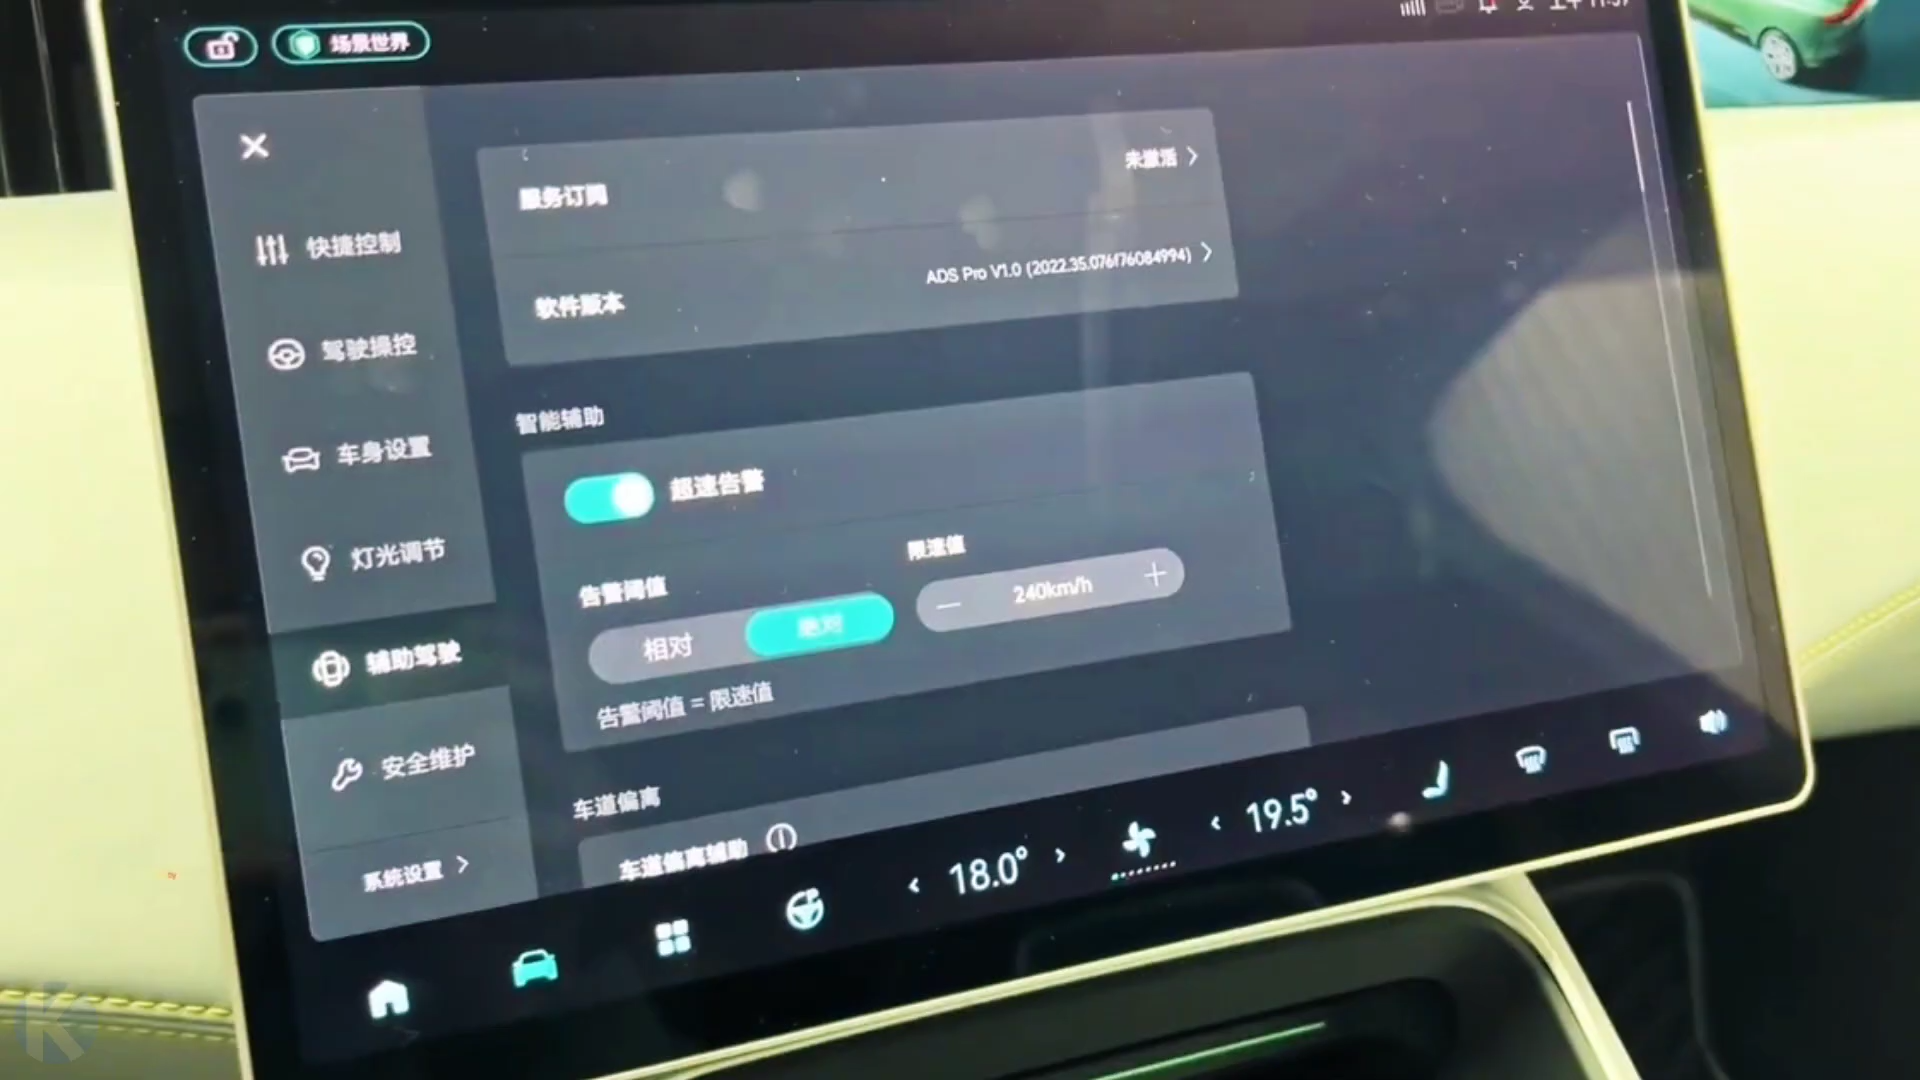 场景世界
快捷控制
驾驶操控
车身设置
灯光调节
辅助驾驶
安全维护
系统设置
服务订阅
未激活
软件版本
ADS Pro V1.0 (2022.35.076f76084994)
智能辅助
超速告警
告警阈值
限速值
相对
绝对
240km/h
告警阈值 = 限速值
车道偏离
车道偏离辅助
18.0°
19.5°
K